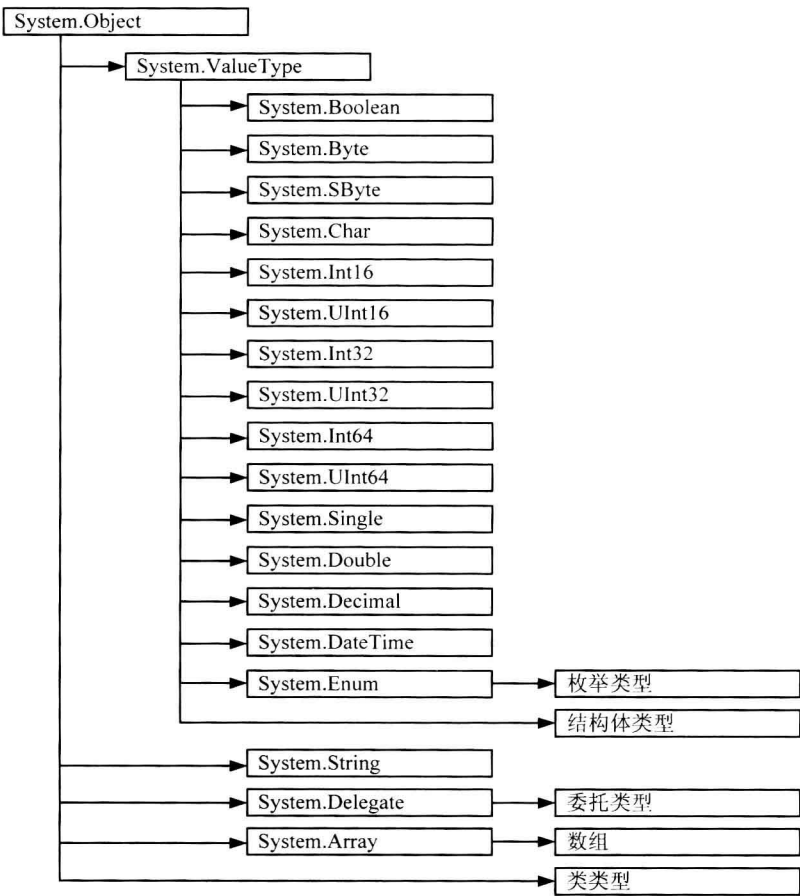 System.Object
System.ValueType
System.Boolean
System.Byte
System.SByte
System.Char
System.Int16
System.UInt16
System.Int32
System.UInt32
System.Int64
System.UInt64
System.Single
System.Double
System.Decimal
System.DateTime
System.Enum 枚举类型
结构体类型
System.String
System.Delegate 委托类型
System.Array 数组
类类型